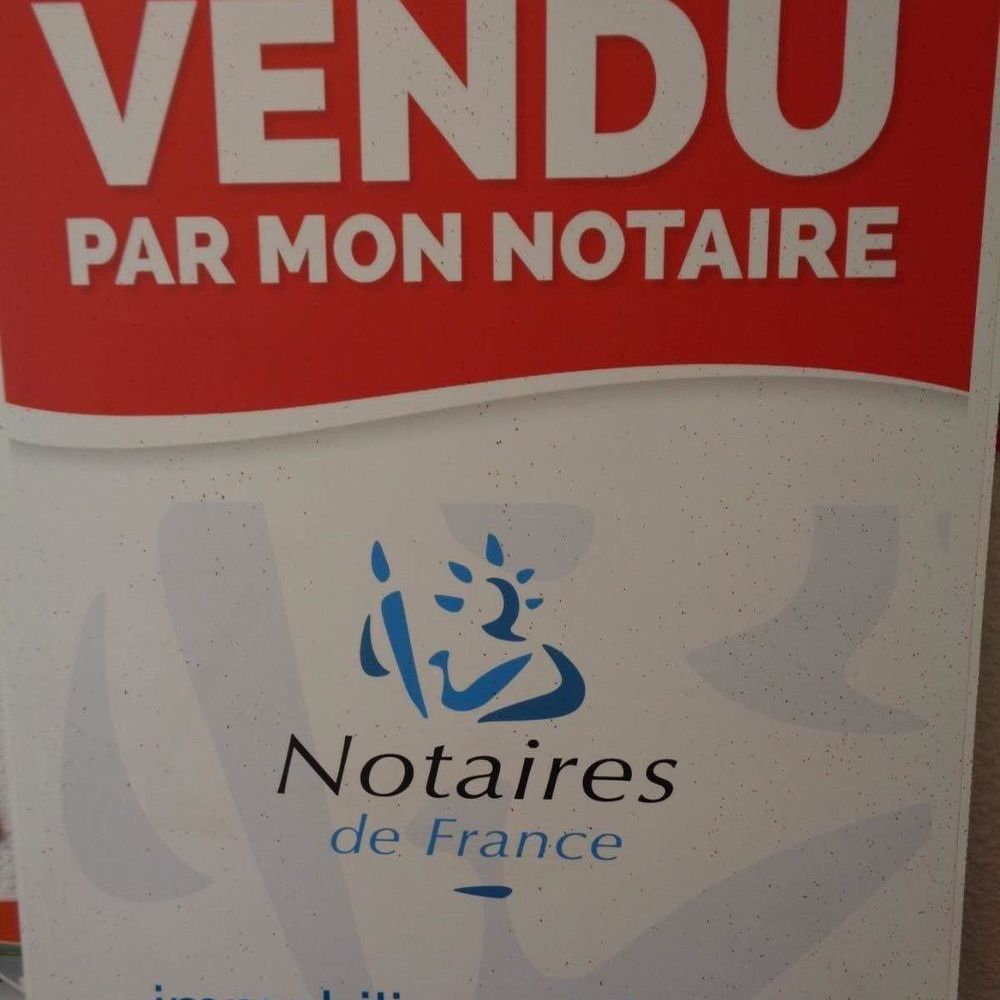 VENDU
PAR MON NOTAIRE
Notaires
de France